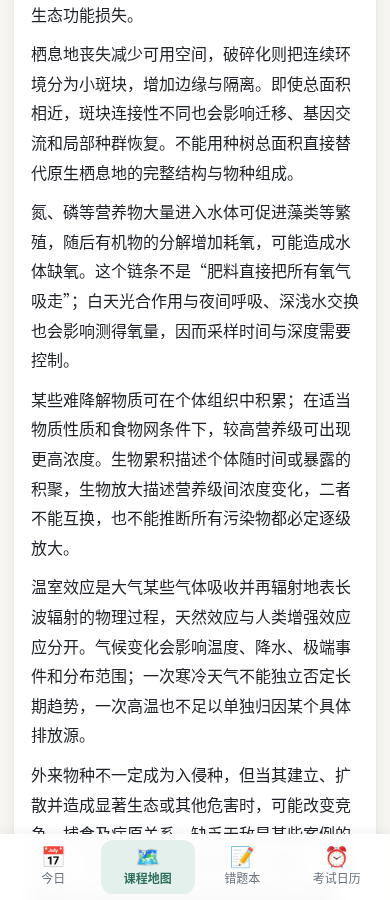 生态功能损失。
栖息地丧失减少可用空间，破碎化则把连续环
境分为小斑块，增加边缘与隔离。即使总面积
相近，斑块连接性不同也会影响迁移、基因交
流和局部种群恢复。不能用种树总面积直接替
代原生栖息地的完整结构与物种组成。
氮、磷等营养物大量进入水体可促进藻类等繁
殖，随后有机物的分解增加耗氧，可能造成水
体缺氧。这个链条不是“肥料直接把所有氧气
吸走”；白天光合作用与夜间呼吸、深浅水交换
也会影响测得氧量，因而采样时间与深度需要
控制。
某些难降解物质可在个体组织中积累；在适当
物质性质和食物网条件下，较高营养级可出现
更高浓度。生物累积描述个体随时间或暴露的
积聚，生物放大描述营养级间浓度变化，二者
不能互换，也不能推断所有污染物都必定逐级
放大。
温室效应是大气某些气体吸收并再辐射地表长
波辐射的物理过程，天然效应与人类增强效应
应分开。气候变化会影响温度、降水、极端事
件和分布范围；一次寒冷天气不能独立否定长
期趋势，一次高温也不足以单独归因某个具体
排放源。
外来物种不一定成为入侵种，但当其建立、扩
散并造成显著生态或其他危害时，可能改变竞
争、捕食及病原关系。缺乏天敌是某些案例的
今日
课程地图
错题本
考试日历